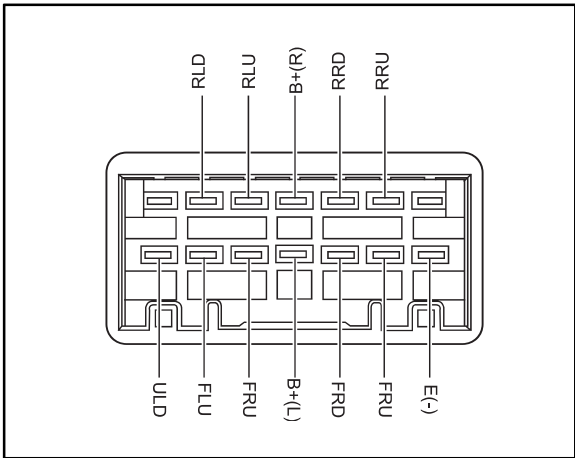 RLD
RLU
B+(R)
RRD
RRU
ULD
FLU
FRU
B+(L)
FRD
FRU
E(-)